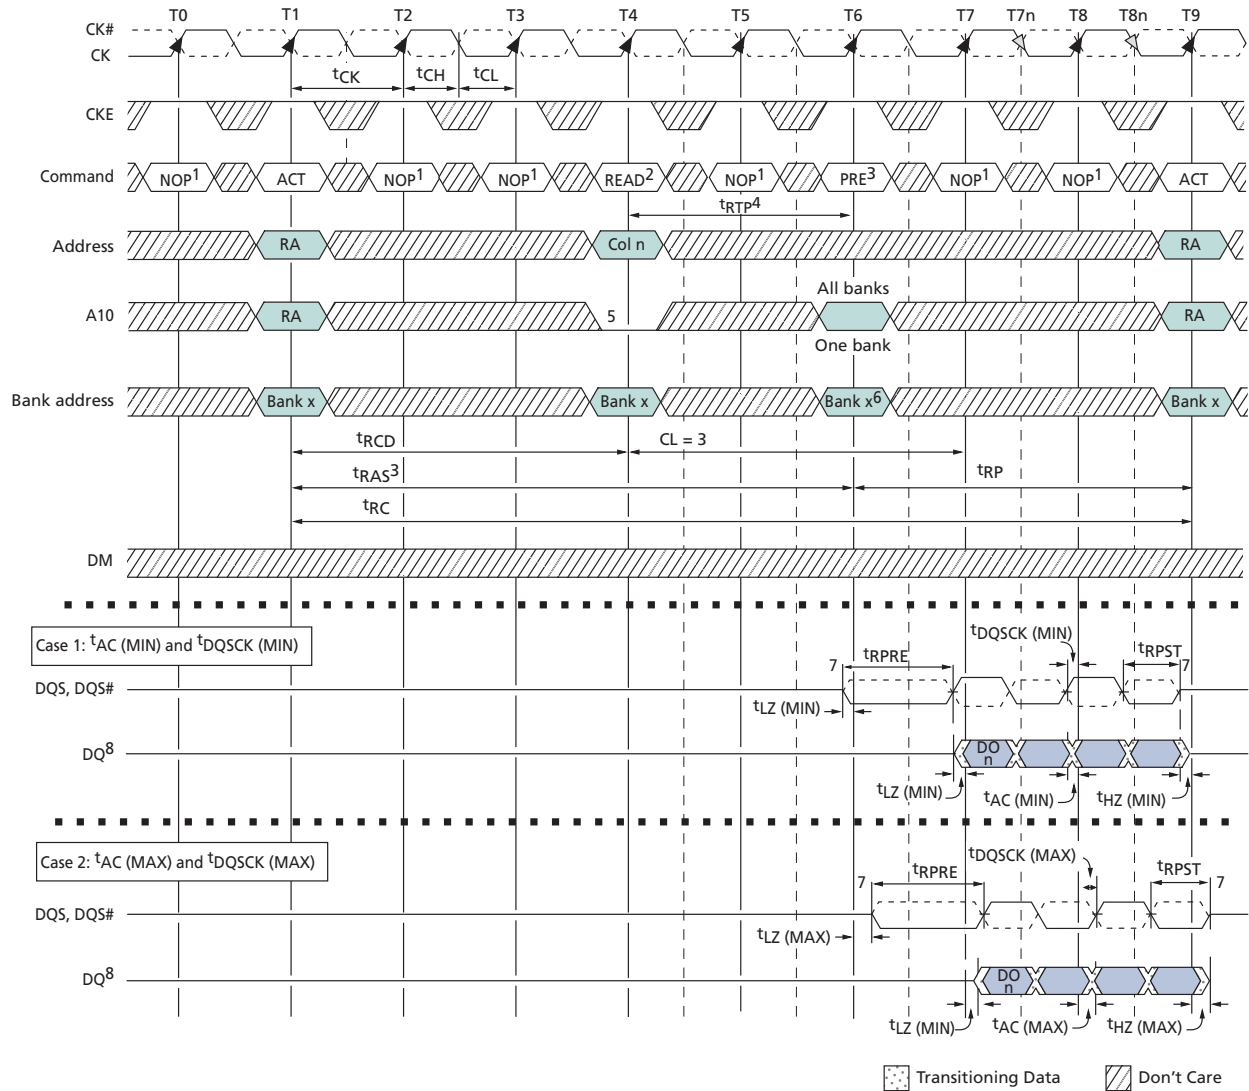 T0 T1 T2 T3 T4 T5 T6 T7 T7n T8 T8n T9
CK#
CK
tCK tCH tCL
CKE
Command NOP1 ACT NOP1 NOP1 READ2 NOP1 PRE3 NOP1 NOP1 ACT
tRTP4
Address RA Col n RA
All banks
A10 RA 5 RA
One bank
Bank address Bank x Bank x Bank x6 Bank x
tRCD CL = 3
tRAS3 tRP
tRC
DM
Case 1: tAC (MIN) and tDQSCK (MIN)
tDQSCK (MIN)
7 tRPRE tRPST 7
DQS, DQS#
tLZ (MIN)
DQ8 DO
n
tLZ (MIN) tAC (MIN) tHZ (MIN)
Case 2: tAC (MAX) and tDQSCK (MAX)
tDQSCK (MAX)
7 tRPRE tRPST 7
DQS, DQS#
tLZ (MAX)
DQ8 DO
n
tLZ (MIN) tAC (MAX) tHZ (MAX)
Transitioning Data Don't Care